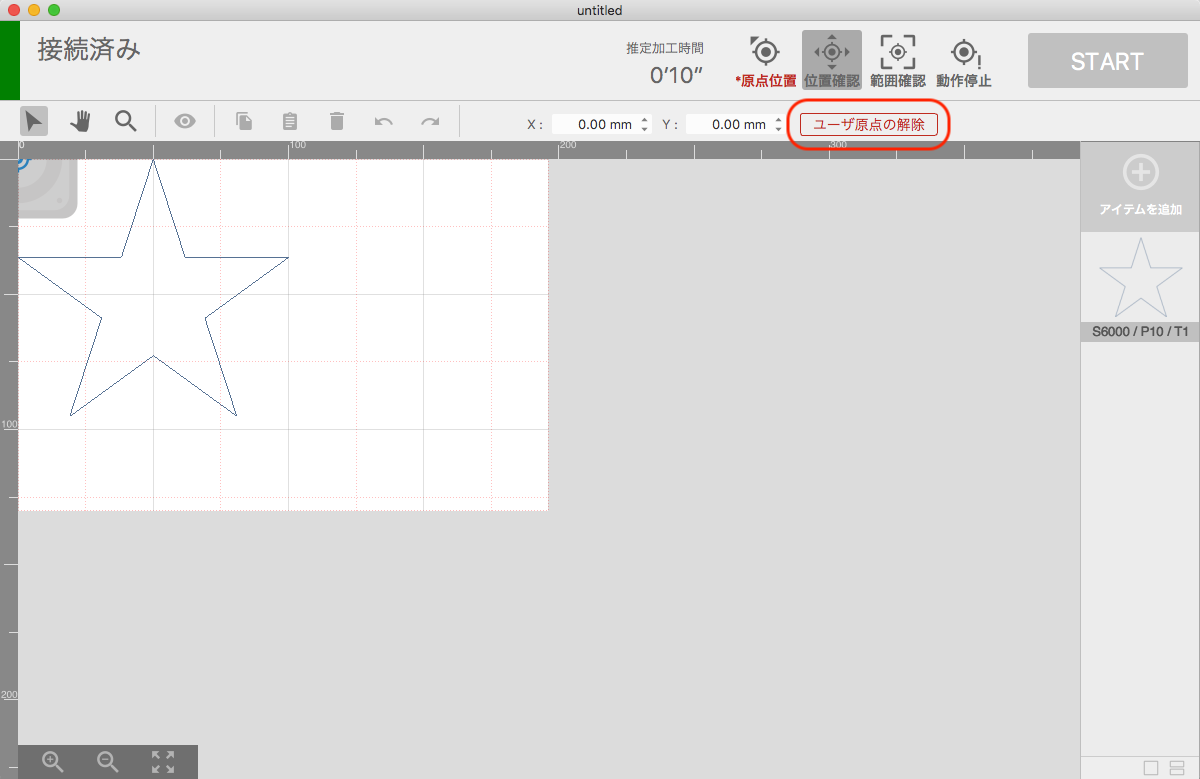 untitled
接続済み
推定加工時間
0′10″
*原点位置
位置確認
範囲確認
動作停止
START
X :
0.00 mm
Y :
0.00 mm
ユーザ原点の解除
0
100
200
300
アイテムを追加
S6000 / P10 / T1
100
200